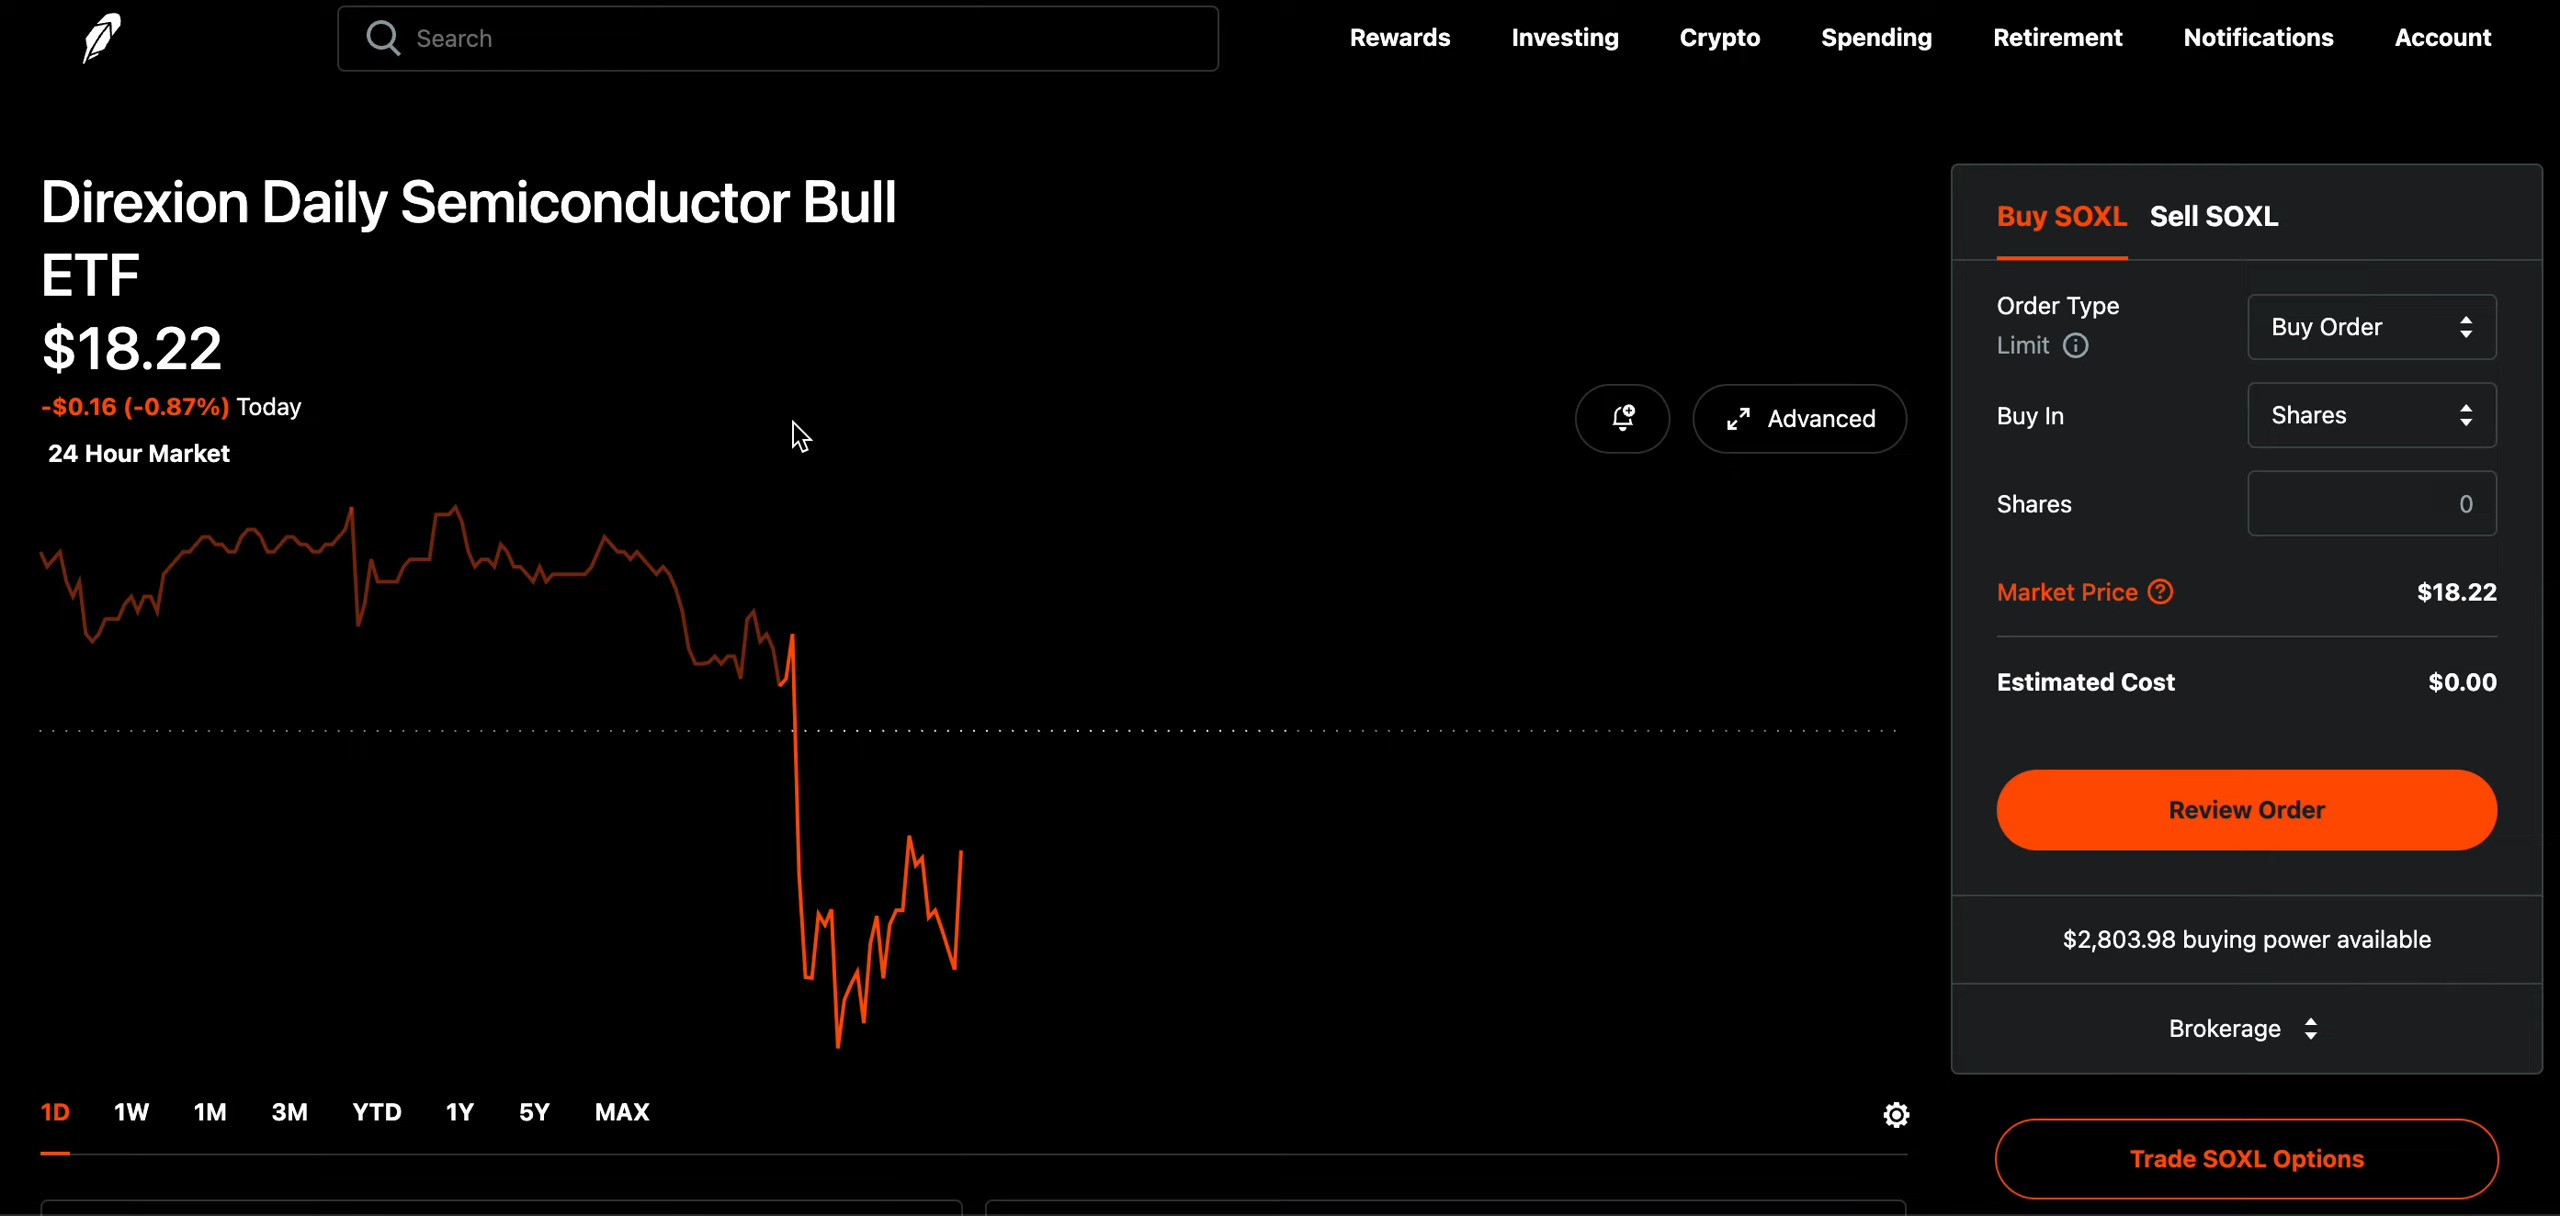 Search
Rewards Investing Crypto Spending Retirement Notifications Account
Direxion Daily Semiconductor Bull
ETF
$18.22
-$0.16 (-0.87%) Today
24 Hour Market
Advanced
1D 1W 1M 3M YTD 1Y 5Y MAX
Buy SOXL Sell SOXL
Order Type
Limit
Buy Order
Buy In Shares
Shares 0
Market Price $18.22
Estimated Cost $0.00
Review Order
$2,803.98 buying power available
Brokerage
Trade SOXL Options